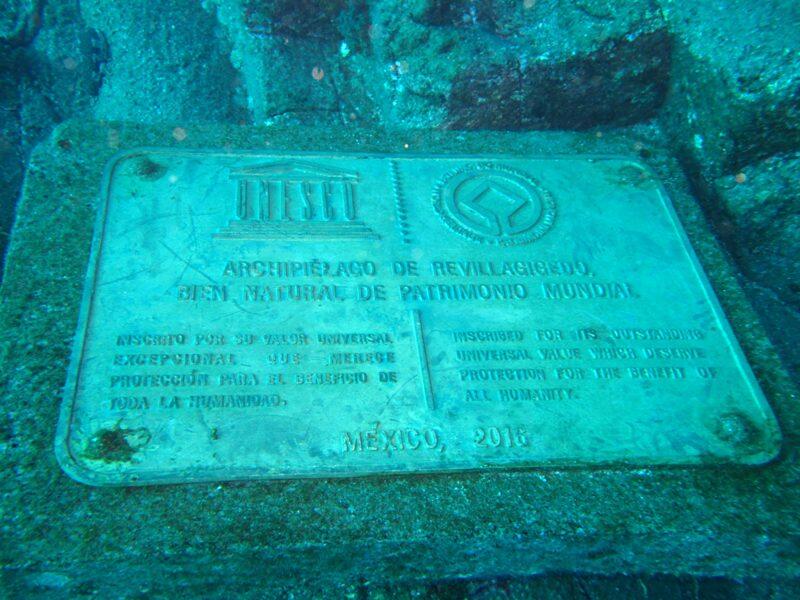 UNESCO
ARCHIPIÉLAGO DE REVILLAGIGEDO,
BIEN NATURAL DE PATRIMONIO MUNDIAL
INSCRITO POR SU VALOR UNIVERSAL
EXCEPCIONAL QUE MERECE
PROTECCIÓN PARA EL BENEFICIO DE
TODA LA HUMANIDAD.
INSCRIBED FOR ITS OUTSTANDING
UNIVERSAL VALUE WHICH DESERVE
PROTECTION FOR THE BENEFIT OF
ALL HUMANITY.
MÉXICO, 2016